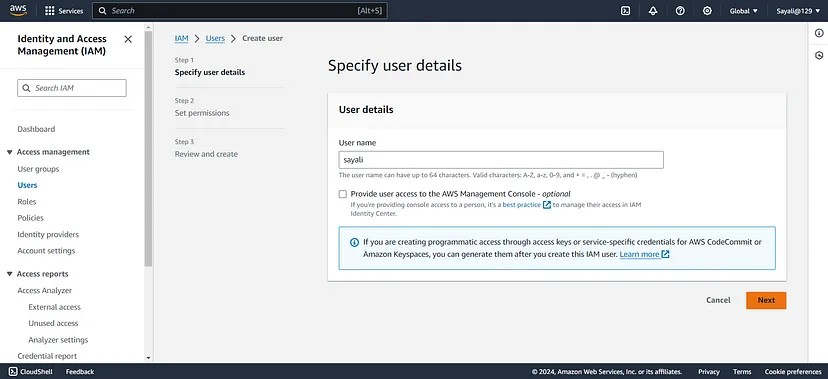 aws
Services
Search
[Alt+S]
Global
Sayali@129
Identity and Access
Management (IAM)
Search IAM
Dashboard
Access management
User groups
Users
Roles
Policies
Identity providers
Account settings
Access reports
Access Analyzer
External access
Unused access
Analyzer settings
Credential report
IAM > Users > Create user
Step 1
Specify user details
Step 2
Set permissions
Step 3
Review and create
Specify user details
User details
User name
sayali
The user name can have up to 64 characters. Valid characters: A-Z, a-z, 0-9, and + = , . @ _ - (hyphen)
Provide user access to the AWS Management Console - optional
If you're providing console access to a person, it's a best practice to manage their access in IAM
Identity Center.
If you are creating programmatic access through access keys or service-specific credentials for AWS CodeCommit or
Amazon Keyspaces, you can generate them after you create this IAM user. Learn more
Cancel
Next
CloudShell
Feedback
© 2024, Amazon Web Services, Inc. or its affiliates.
Privacy
Terms
Cookie preferences